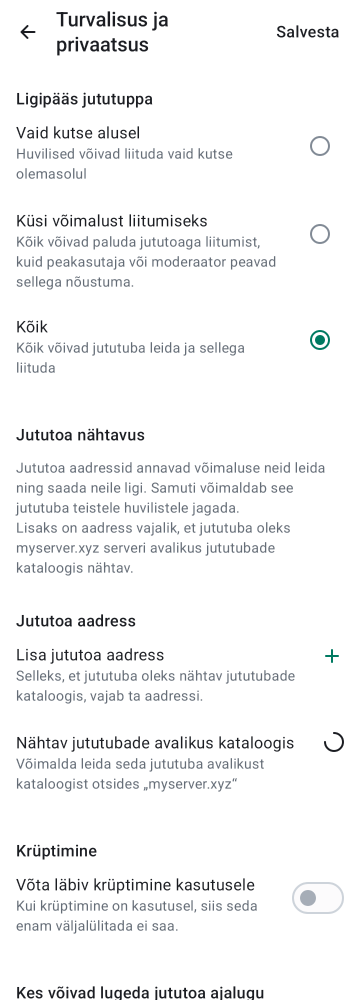 Turvalisus ja
privaatsus
Salvesta
Ligipääs jututuppa
Vaid kutse alusel
Huvilised võivad liituda vaid kutse
olemasolul
Küsi võimalust liitumiseks
Kõik võivad paluda jututoaga liitumist,
kuid peakasutaja või moderaator peavad
sellega nõustuma.
Kõik
Kõik võivad jututuba leida ja sellega
liituda
Jututoa nähtavus
Jututoa aadressid annavad võimaluse neid leida
ning saada neile ligi. Samuti võimaldab see
jututuba teistele huvilistele jagada.
Lisaks on aadress vajalik, et jututuba oleks
myserver.xyz serveri avalikus jututubade
kataloogis nähtav.
Jututoa aadress
Lisa jututoa aadress
Selleks, et jututuba oleks nähtav jututubade
kataloogis, vajab ta aadressi.
Nähtav jututubade avalikus kataloogis
Võimalda leida seda jututuba avalikust
kataloogist otsides „myserver.xyz“
Krüptimine
Võta läbiv krüptimine kasutusele
Kui krüptimine on kasutusel, siis seda
enam väljalülitada ei saa.
Kes võivad lugeda jututoa ajalugu